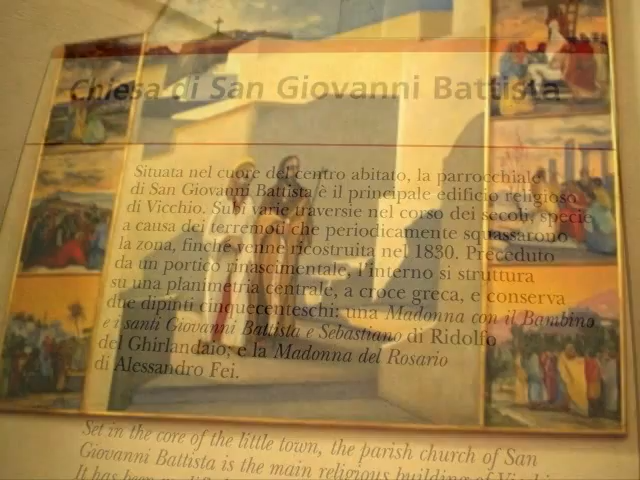 Chiesa di San Giovanni Battista
Situata nel cuore del centro abitato, la parrocchiale
di San Giovanni Battista è il principale edificio religioso
di Vicchio. Subì varie traversie nel corso dei secoli, specie
a causa dei terremoti che periodicamente squassarono
la zona, finché venne ricostruita nel 1830. Preceduto
da un portico rinascimentale, l'interno si struttura
su una planimetria centrale, a croce greca, e conserva
due dipinti cinquecenteschi: una Madonna con il Bambino
e i santi Giovanni Battista e Sebastiano di Ridolfo
del Ghirlandaio; e la Madonna del Rosario
di Alessandro Fei.
Set in the core of the little town, the parish church of San
Giovanni Battista is the main religious building of
It has been